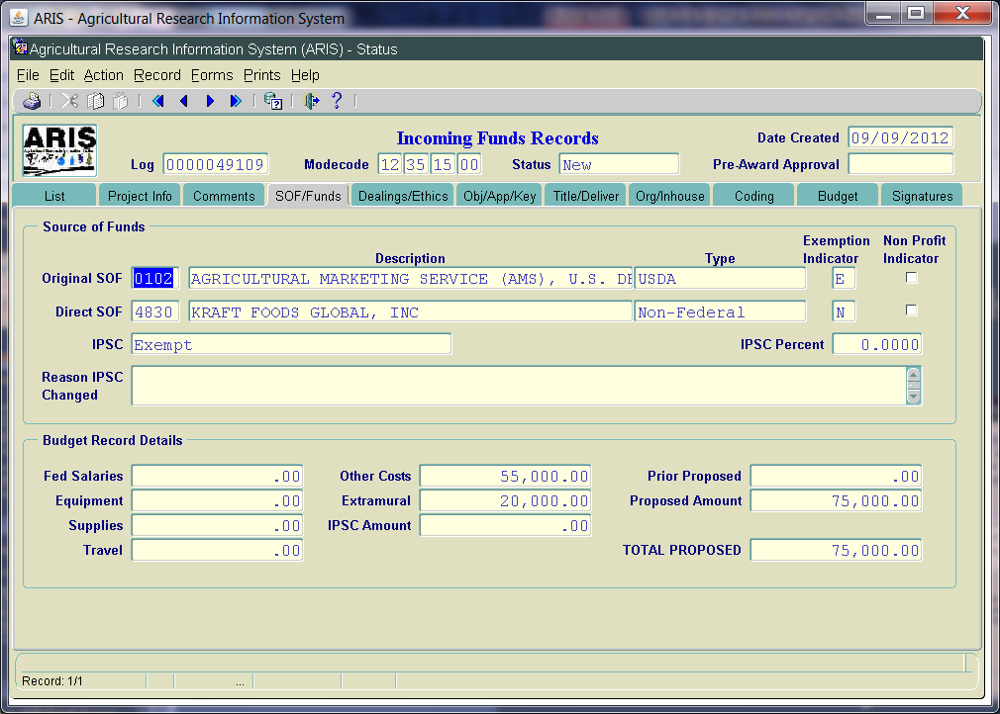 ARIS - Agricultural Research Information System
Agricultural Research Information System (ARIS) - Status
File Edit Action Record Forms Prints Help
ARIS
Incoming Funds Records
Date Created 09/09/2012
Log 0000049109 Modecode 12 35 15 00 Status New Pre-Award Approval
List Project Info Comments SOF/Funds Dealings/Ethics Obj/App/Key Title/Deliver Org/Inhouse Coding Budget Signatures
Source of Funds
Description Type Exemption Indicator Non Profit Indicator
Original SOF 0102 AGRICULTURAL MARKETING SERVICE (AMS), U.S. DE USDA E
Direct SOF 4830 KRAFT FOODS GLOBAL, INC Non-Federal N
IPSC Exempt IPSC Percent 0.0000
Reason IPSC
Changed
Budget Record Details
Fed Salaries .00 Other Costs 55,000.00 Prior Proposed .00
Equipment .00 Extramural 20,000.00 Proposed Amount 75,000.00
Supplies .00 IPSC Amount .00
Travel .00 TOTAL PROPOSED 75,000.00
Record: 1/1 ...